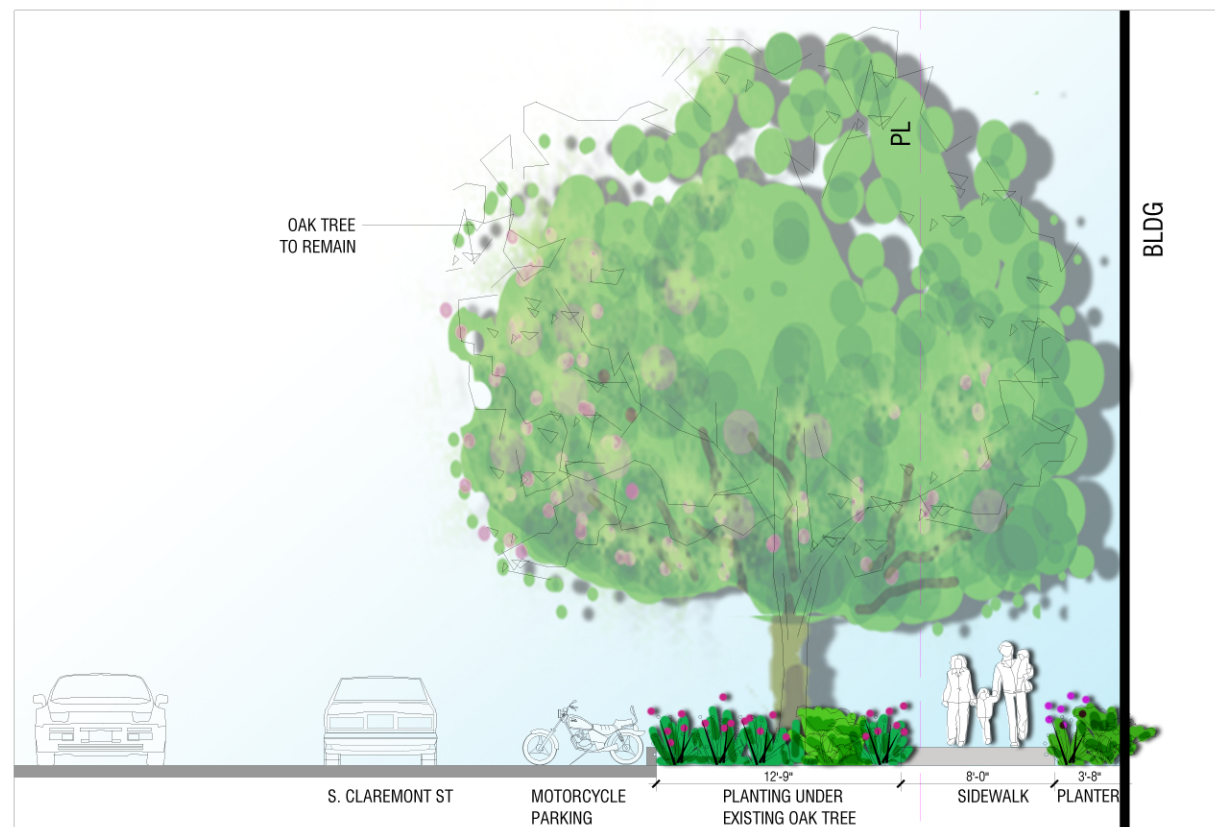 PL
BLDG
OAK TREE
TO REMAIN
12'-9"
8'-0"
3'-8"
S. CLAREMONT ST
MOTORCYCLE
PARKING
PLANTING UNDER
EXISTING OAK TREE
SIDEWALK
PLANTER